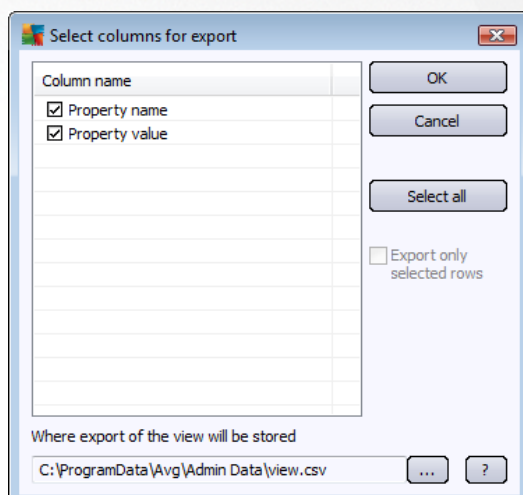 Select columns for export
Column name
Property name
Property value
OK
Cancel
Select all
Export only
selected rows
Where export of the view will be stored
C:\ProgramData\Avg\Admin Data\view.csv
...
?